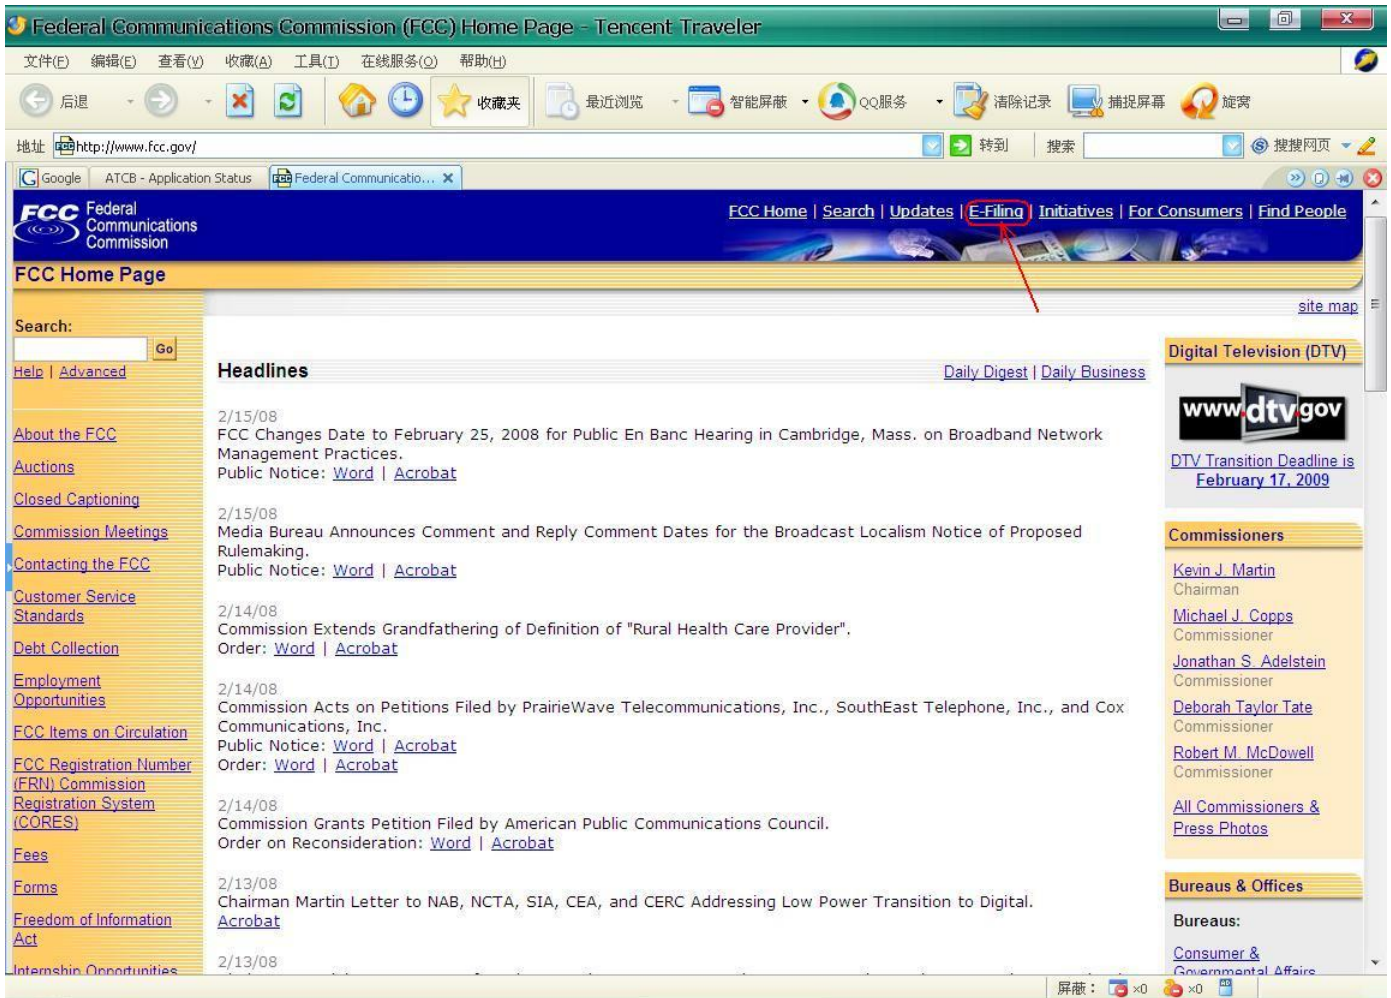 Federal Communications Commission (FCC) Home Page - Tencent Traveler
文件(F) 编辑(E) 查看(V) 收藏(A) 工具(T) 在线服务(O) 帮助(H)
后退 收藏夹 最近浏览 智能屏蔽 QQ服务 清除记录 捕捉屏幕 旋窝
地址 http://www.fcc.gov/ 转到 搜索 搜搜网页
Google ATCB - Application Status Federal Communicatio...
FCC Federal Communications Commission
FCC Home | Search | Updates | E-Filing | Initiatives | For Consumers | Find People
FCC Home Page
site map
Search:
Go
Help | Advanced
About the FCC
Auctions
Closed Captioning
Commission Meetings
Contacting the FCC
Customer Service
Standards
Debt Collection
Employment
Opportunities
FCC Items on Circulation
FCC Registration Number
(FRN) Commission
Registration System
(CORES)
Fees
Forms
Freedom of Information
Act
Internship Opportunities
Headlines
Daily Digest | Daily Business
2/15/08
FCC Changes Date to February 25, 2008 for Public En Banc Hearing in Cambridge, Mass. on Broadband Network
Management Practices.
Public Notice: Word | Acrobat
2/15/08
Media Bureau Announces Comment and Reply Comment Dates for the Broadcast Localism Notice of Proposed
Rulemaking.
Public Notice: Word | Acrobat
2/14/08
Commission Extends Grandfathering of Definition of "Rural Health Care Provider".
Order: Word | Acrobat
2/14/08
Commission Acts on Petitions Filed by PrairieWave Telecommunications, Inc., SouthEast Telephone, Inc., and Cox
Communications, Inc.
Public Notice: Word | Acrobat
Order: Word | Acrobat
2/14/08
Commission Grants Petition Filed by American Public Communications Council.
Order on Reconsideration: Word | Acrobat
2/13/08
Chairman Martin Letter to NAB, NCTA, SIA, CEA, and CERC Addressing Low Power Transition to Digital.
Acrobat
2/13/08
Digital Television (DTV)
www.dtv.gov
DTV Transition Deadline is
February 17, 2009
Commissioners
Kevin J. Martin
Chairman
Michael J. Copps
Commissioner
Jonathan S. Adelstein
Commissioner
Deborah Taylor Tate
Commissioner
Robert M. McDowell
Commissioner
All Commissioners &
Press Photos
Bureaus & Offices
Bureaus:
Consumer &
Governmental Affairs
屏蔽： ×0 ×0